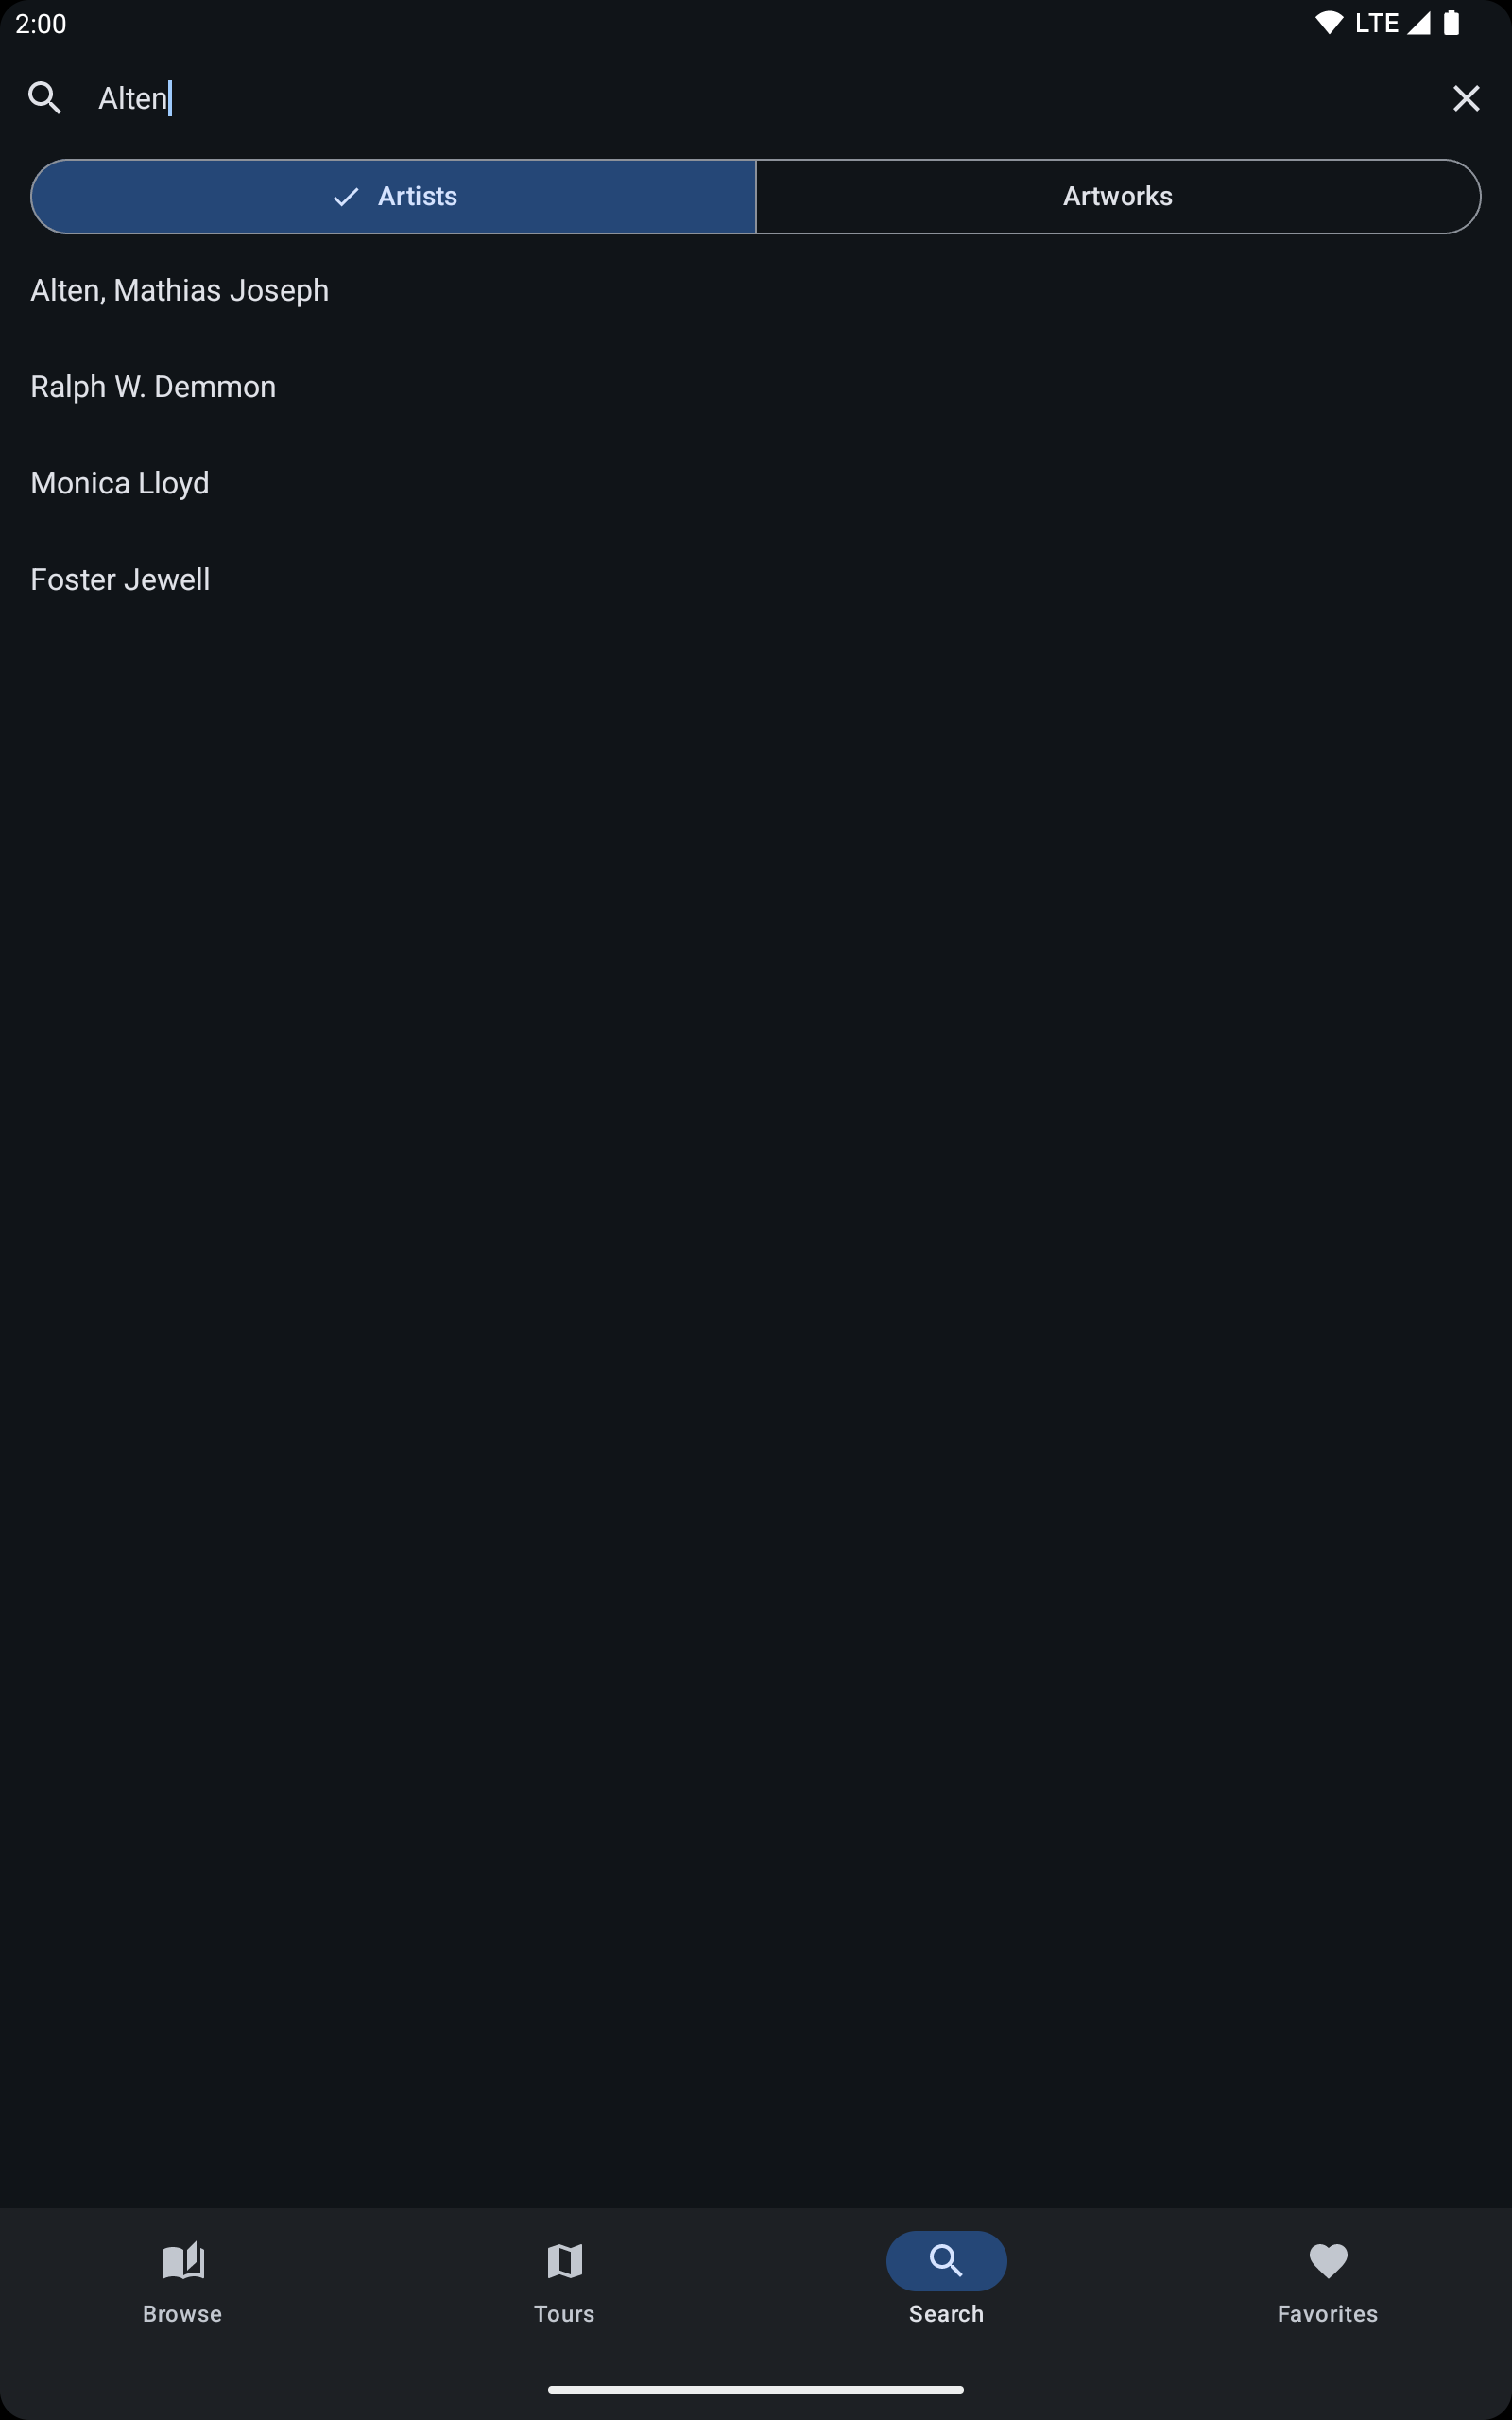 2:00 LTE
Alten
Artists Artworks
Alten, Mathias Joseph
Ralph W. Demmon
Monica Lloyd
Foster Jewell
Browse Tours Search Favorites